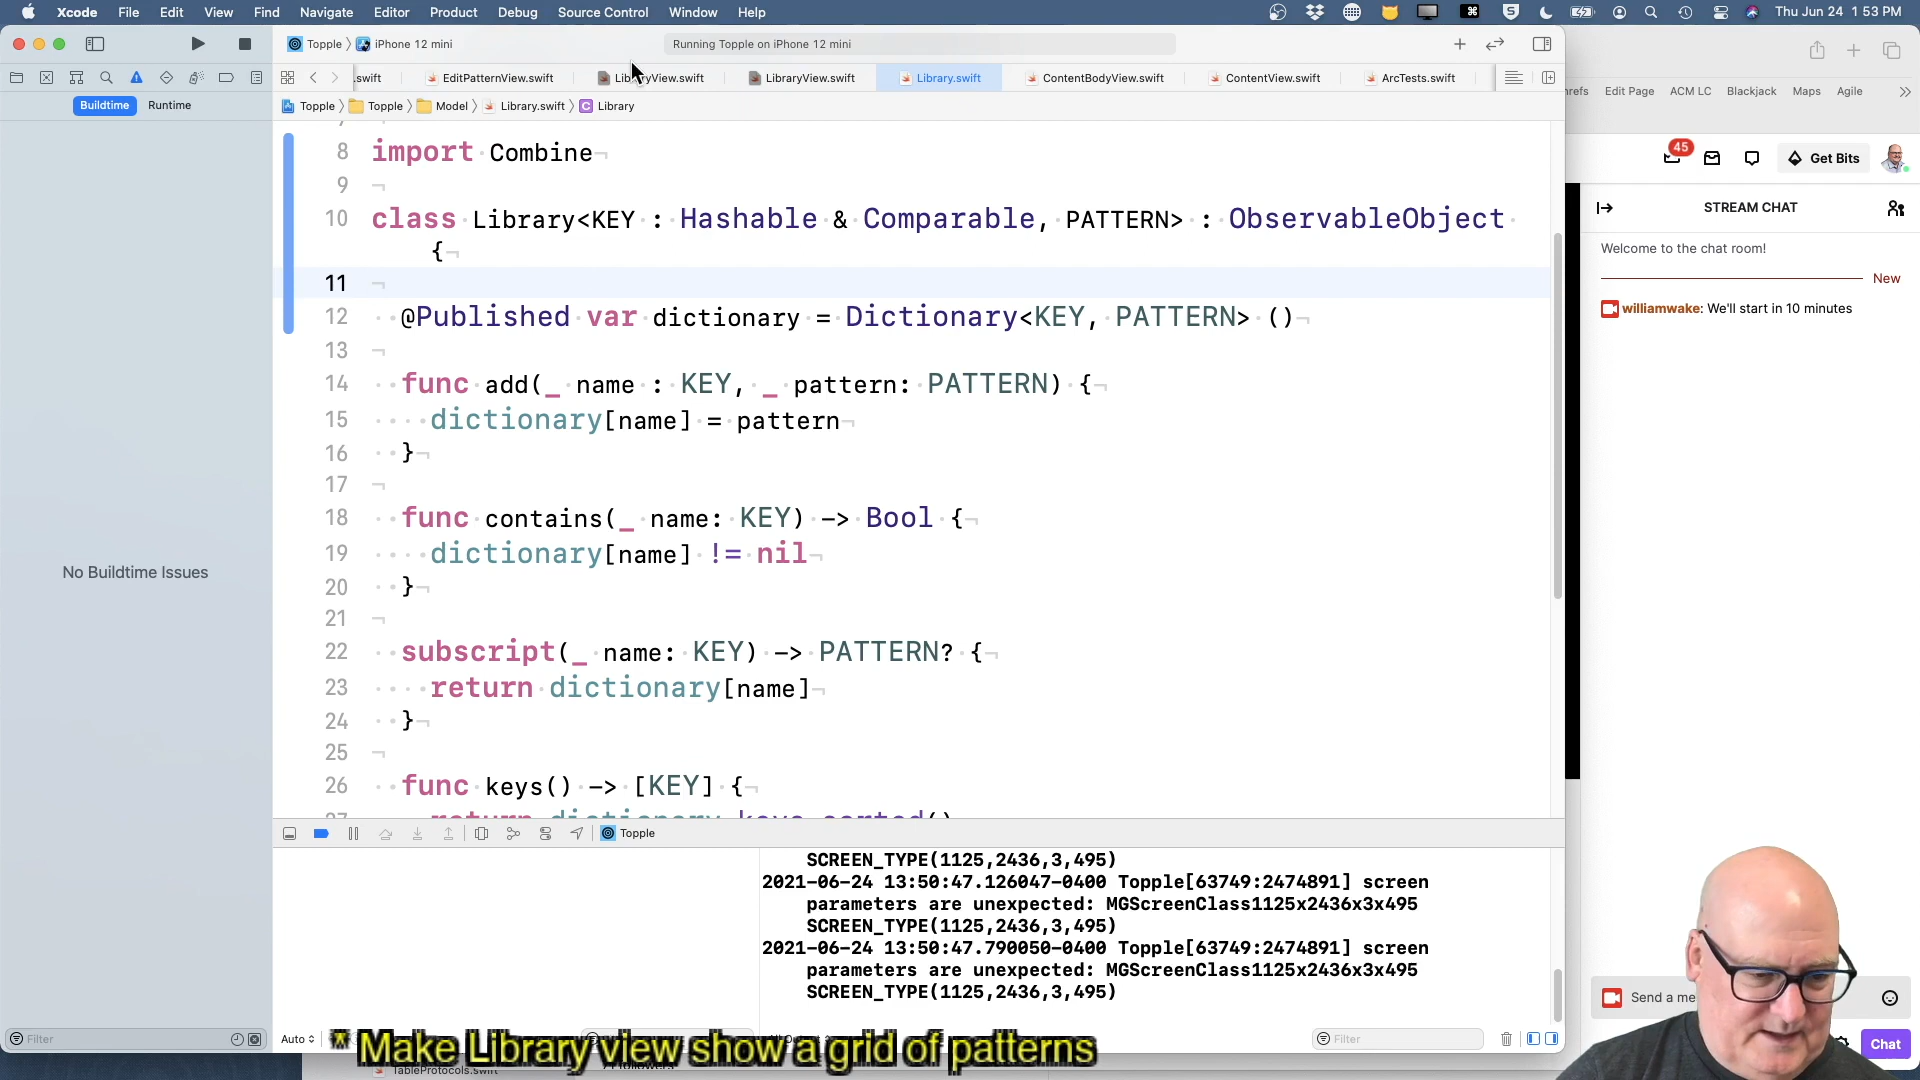 Xcode File Edit View Find Navigate Editor Product Debug Source Control Window Help
Thu Jun 24 1 53 PM
Topple iPhone 12 mini
Running Topple on iPhone 12 mini
.swift EditPatternView.swift LibraryView.swift LibraryView.swift Library.swift ContentBodyView.swift ContentView.swift ArcTests.swift
Buildtime Runtime
Topple Topple Model Library.swift C Library
No Buildtime Issues
8 import Combine
9
10 class Library<KEY : Hashable & Comparable, PATTERN> : ObservableObject
{
11
12 @Published var dictionary = Dictionary<KEY, PATTERN> ()
13
14 func add(_ name : KEY, _ pattern: PATTERN) {
15 dictionary[name] = pattern
16 }
17
18 func contains(_ name: KEY) -> Bool {
19 dictionary[name] != nil
20 }
21
22 subscript(_ name: KEY) -> PATTERN? {
23 return dictionary[name]
24 }
25
26 func keys() -> [KEY] {
27 return dictionary.keys.sorted()
Topple
SCREEN_TYPE(1125,2436,3,495)
2021-06-24 13:50:47.126047-0400 Topple[63749:2474891] screen
parameters are unexpected: MGScreenClass1125x2436x3x495
SCREEN_TYPE(1125,2436,3,495)
2021-06-24 13:50:47.790050-0400 Topple[63749:2474891] screen
parameters are unexpected: MGScreenClass1125x2436x3x495
SCREEN_TYPE(1125,2436,3,495)
Filter
Auto
Filter
* Make Library view show a grid of patterns
TableProtocols.swift
Edit Page ACM LC Blackjack Maps Agile
45
Get Bits
STREAM CHAT
Welcome to the chat room!
New
williamwake: We'll start in 10 minutes
Send a me
Chat